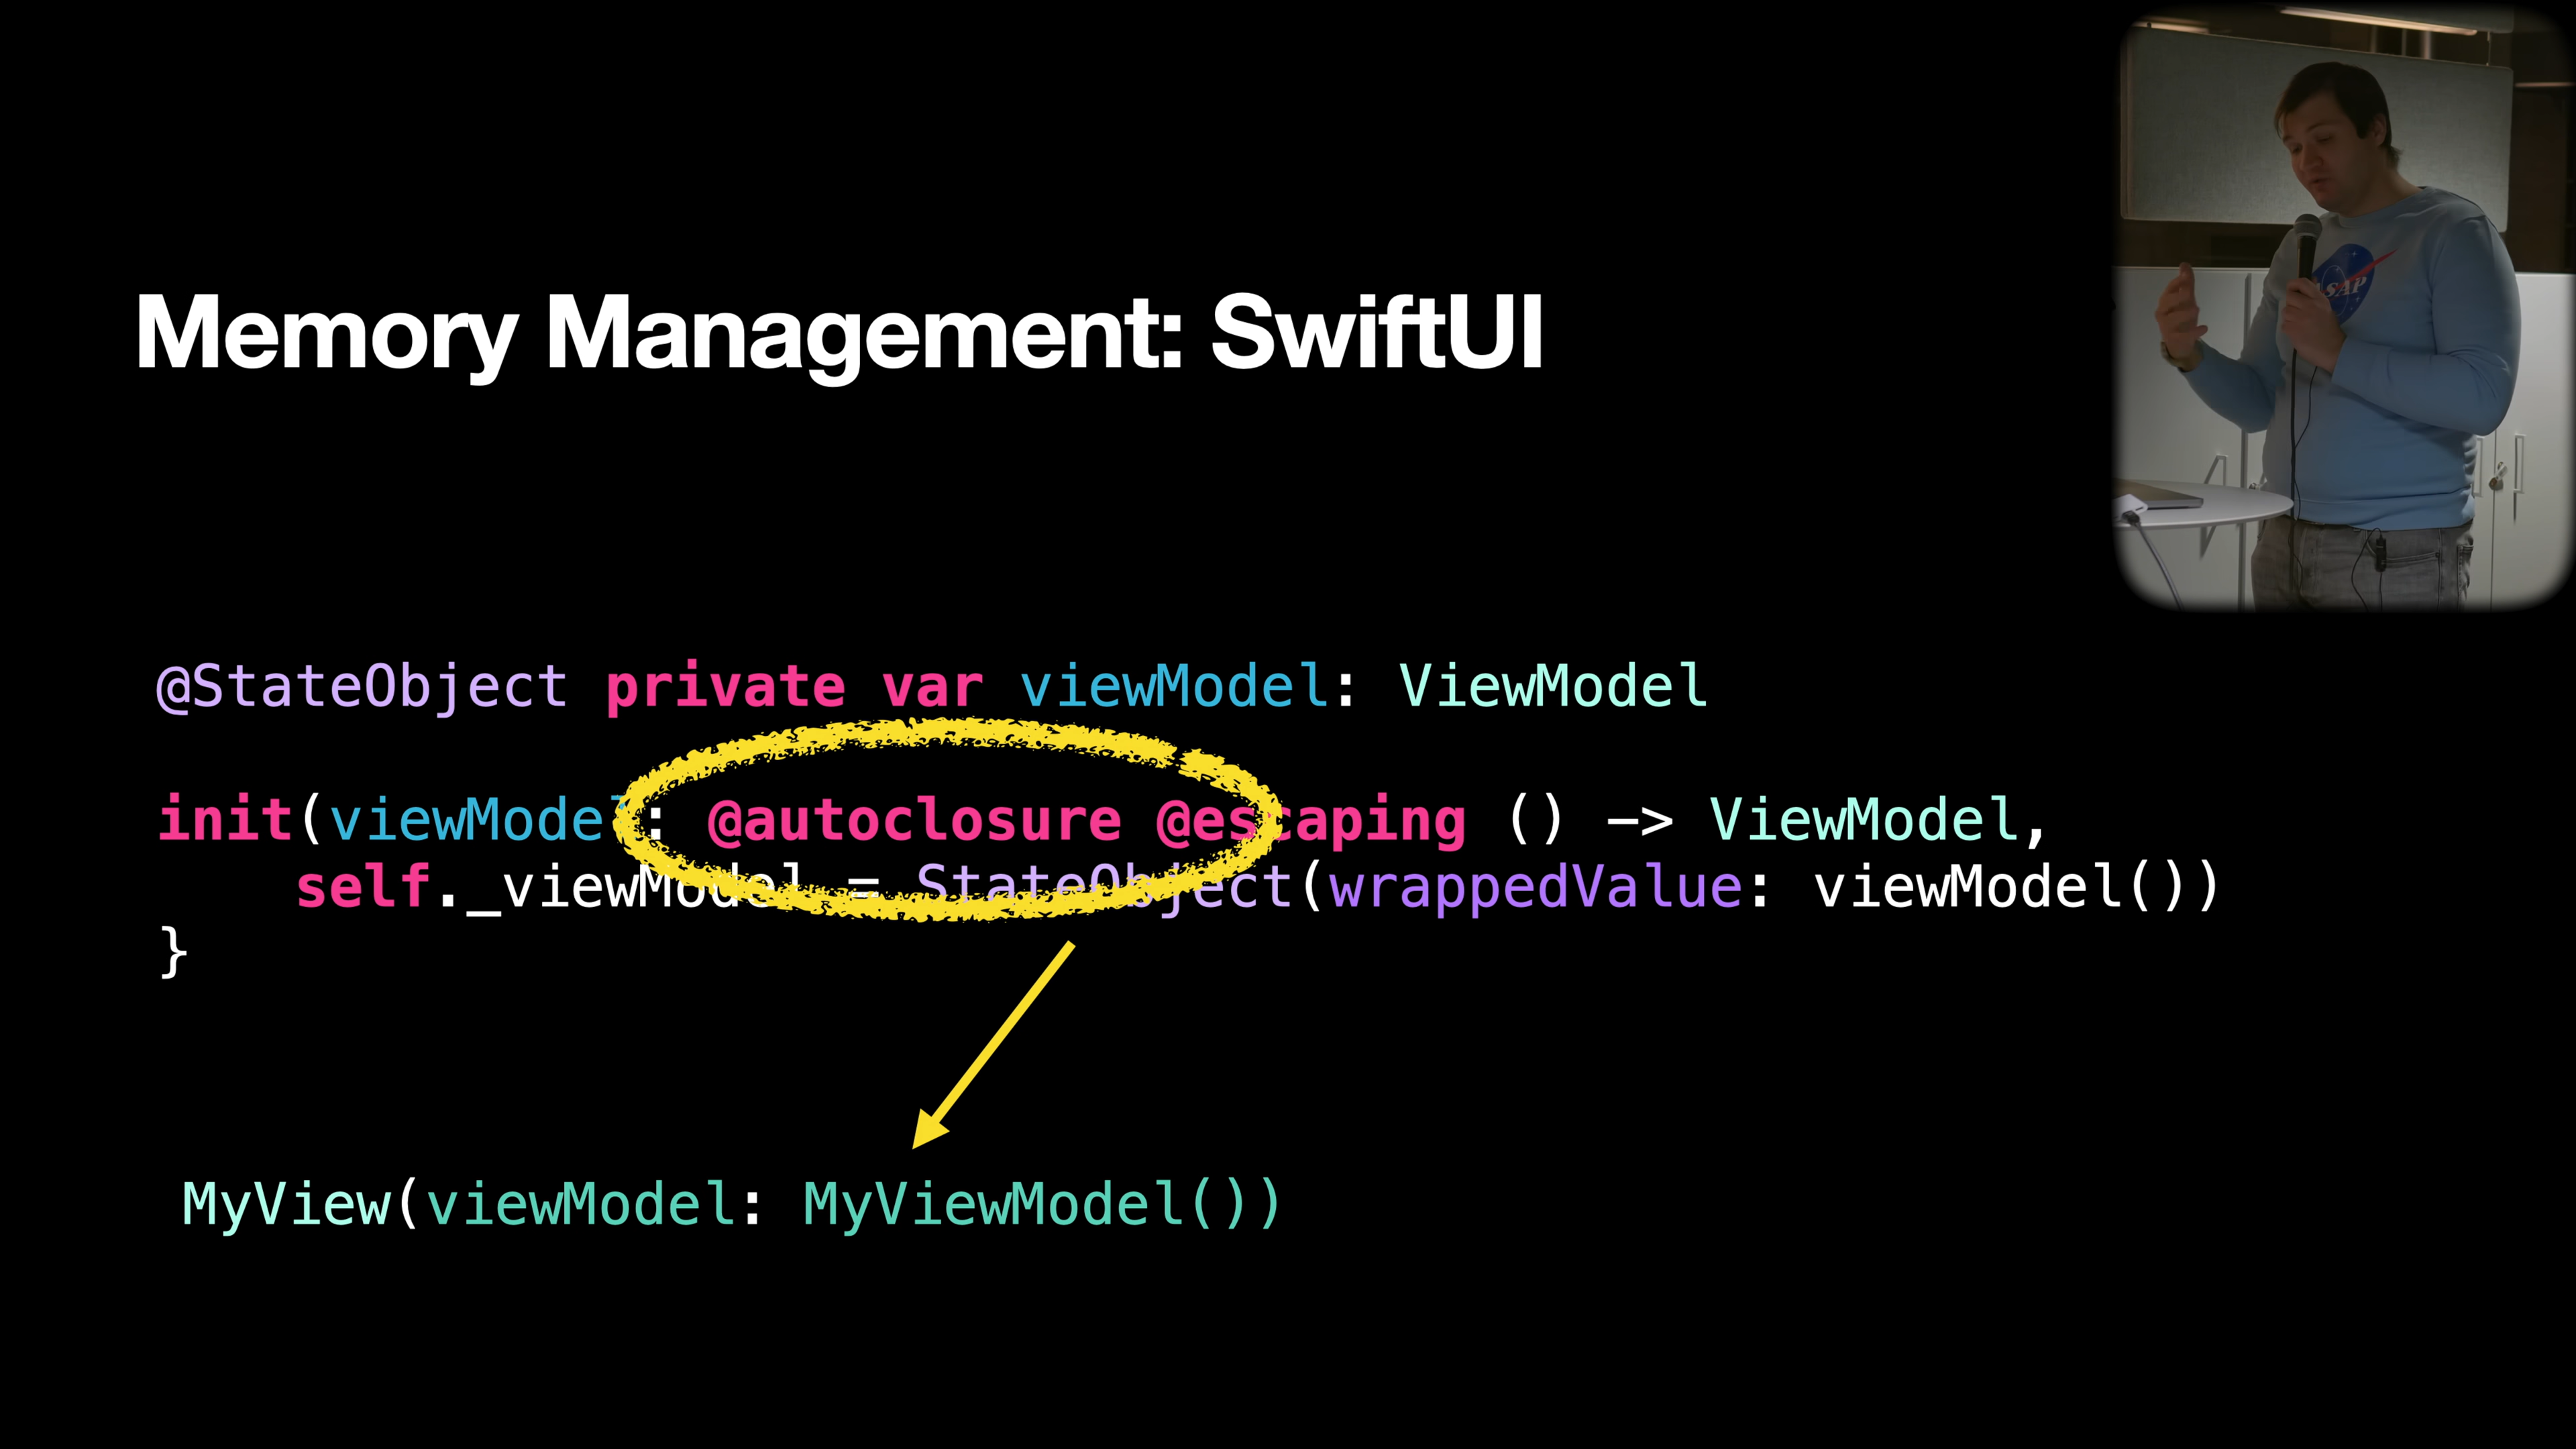 Memory Management: SwiftUI
ASAP
@StateObject private var viewModel: ViewModel
init(viewModel: @autoclosure @escaping () -> ViewModel,
self._viewModel = StateObject(wrappedValue: viewModel())
}
MyView(viewModel: MyViewModel())